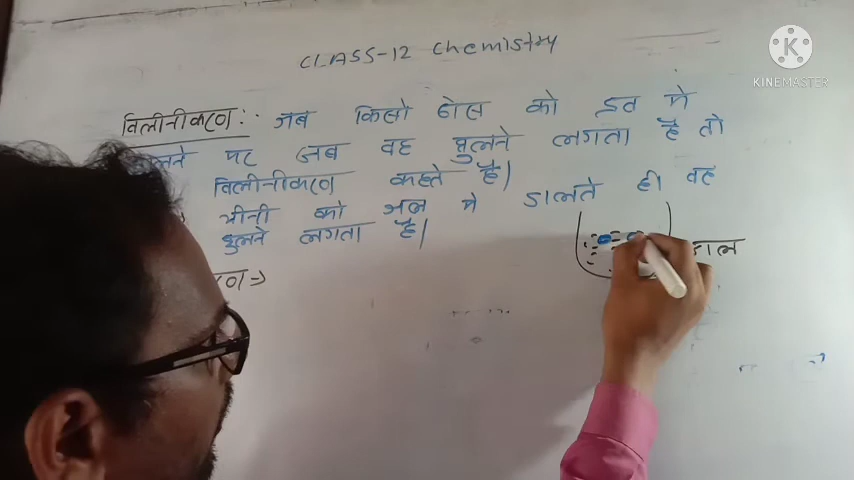 CLASS-12 Chemistry
KINEMASTER
विलीनीकरण :- जब किसी ठोस को द्रव मे
पर जब वह घुलने लगता है तो
विलीनीकरण कहते है।
चीनी को जल मे डालते ही वह
घुलने लगता है।